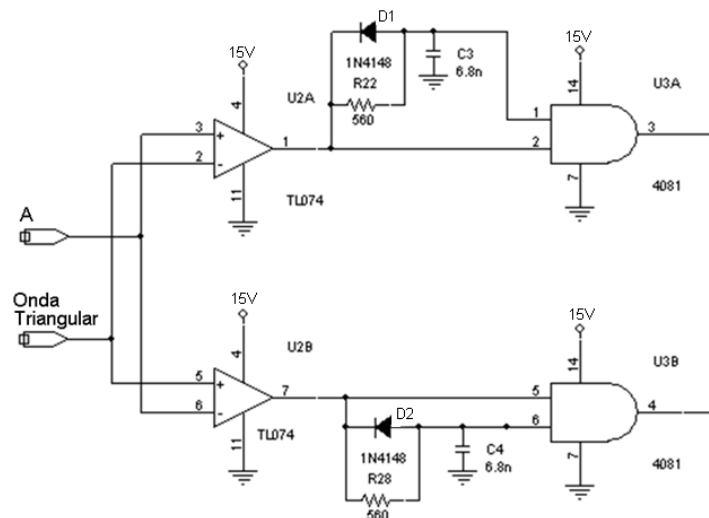 D1
15V
1N4148
C3
6.8n
15V
U2A
R22
U3A
4
560
14
3
+
1
1
2
-
2
3
11
TL074
7
4081
A
Onda
Triangular
15V
15V
U2B
U3B
4
14
5
+
7
5
6
-
D2
6
4
11
TL074
1N4148
C4
6.8n
7
R28
4081
560